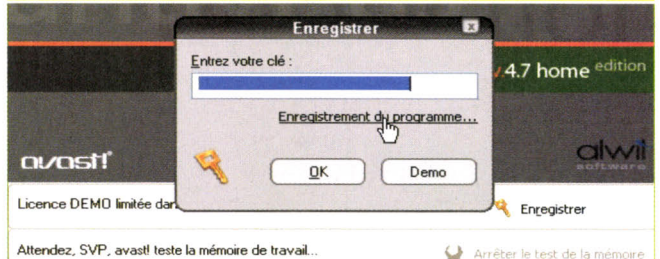 Enregistrer
Entrez votre clé :
4.7 home edition
Enregistrement du programme...
avast!
alwil
software
OK
Demo
Licence DEMO limitée dan
Enregistrer
Attendez, SVP, avast! teste la mémoire de travail...
Arrêter le test de la mémoire